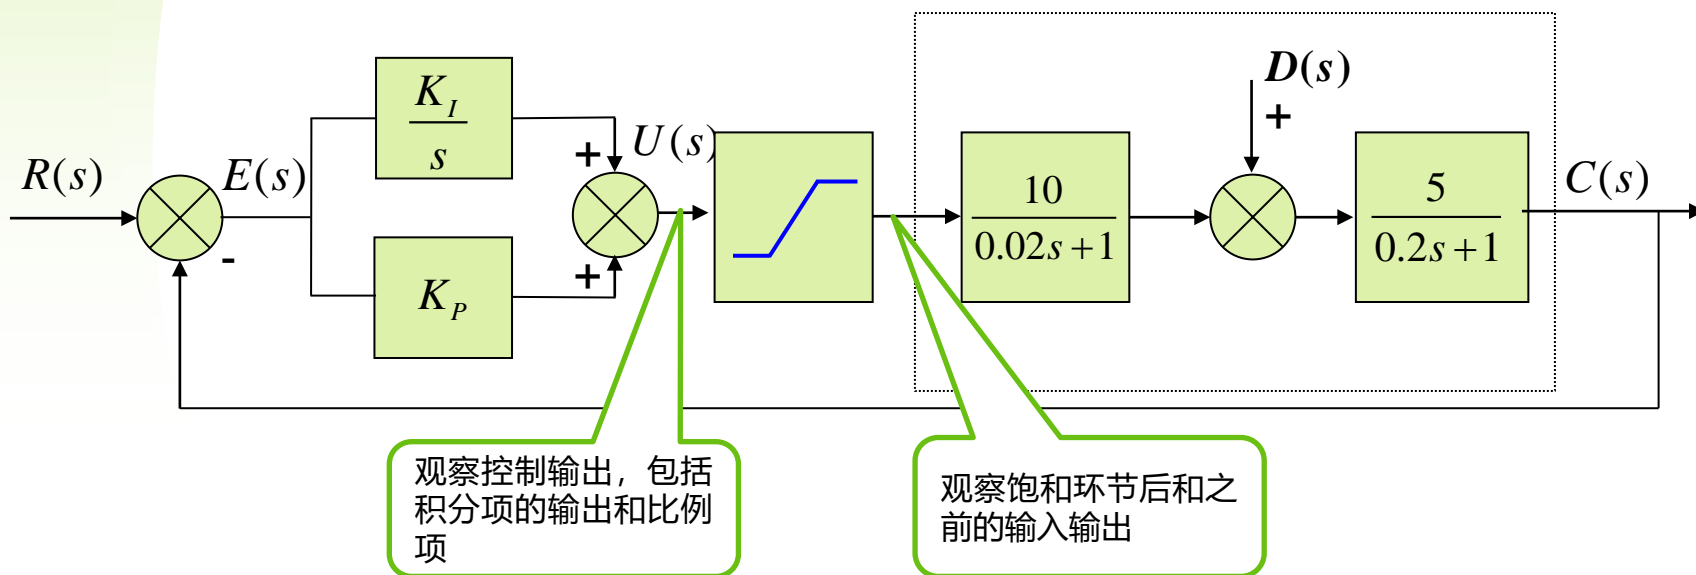 R(s)
E(s)
K_I
s
K_P
+
+
-
U(s)
10
0.02s+1
D(s)
+
5
0.2s+1
C(s)
观察控制输出，包括
积分项的输出和比例
项
观察饱和环节后和之
前的输入输出